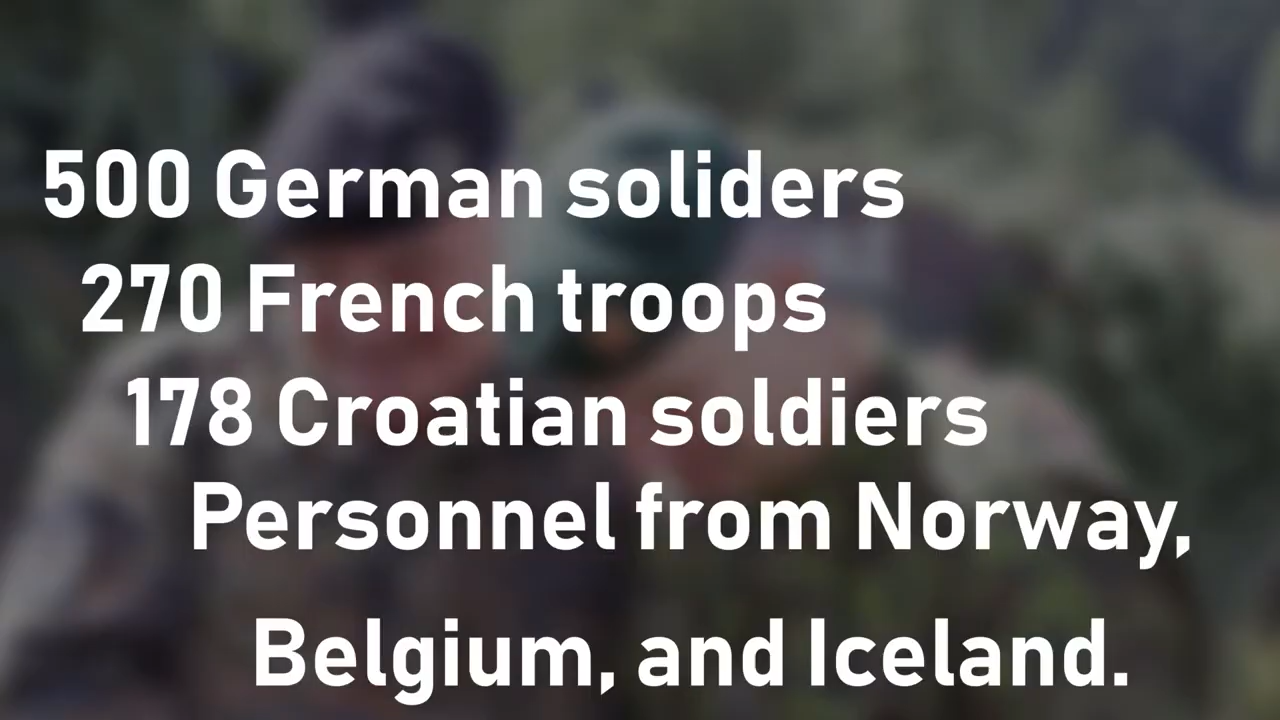 500 German soliders
270 French troops
178 Croatian soldiers
Personnel from Norway,
Belgium, and Iceland.